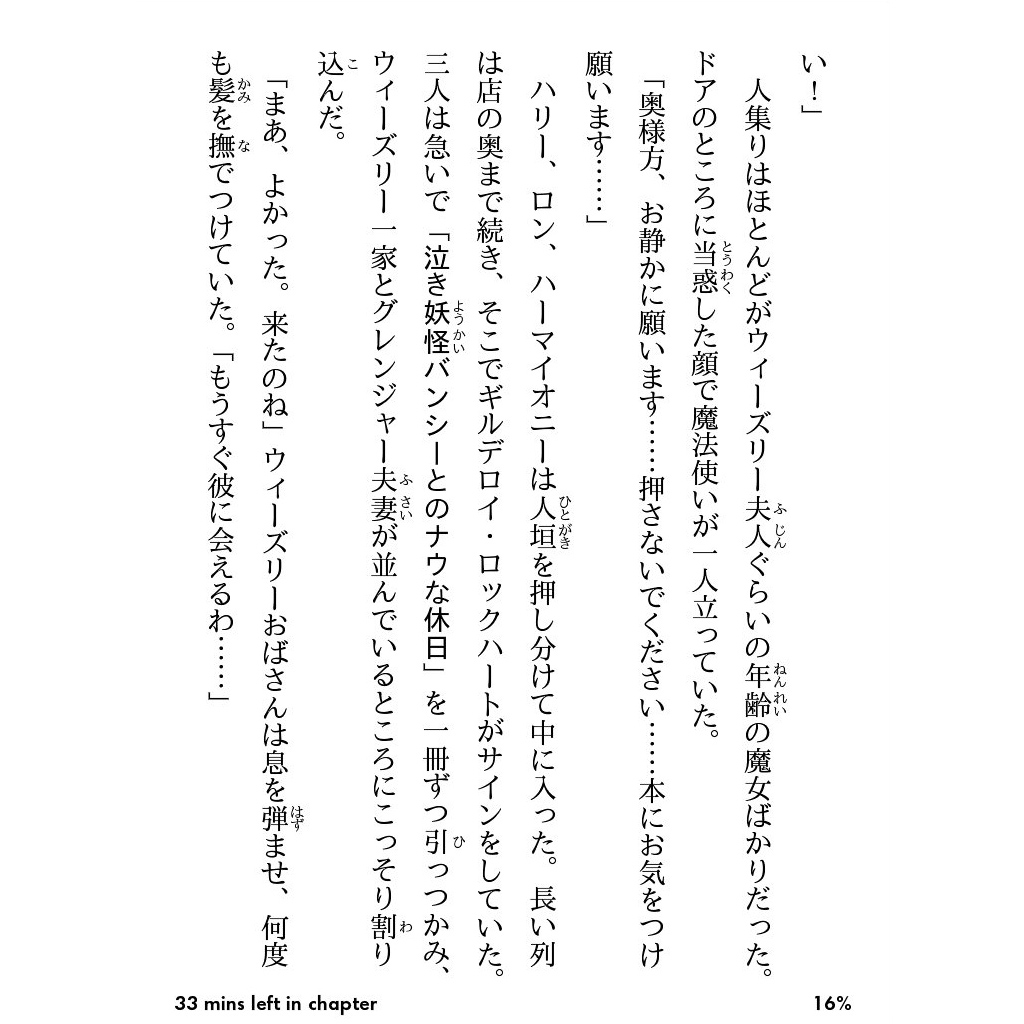 い！」
人集りはほとんどがウィーズリー夫人ぐらいの年齢の魔女ばかりだった。
ドアのところに当惑した顔で魔法使いが一人立っていた。
「奥様方、お静かに願います……押さないでください……本にお気をつけ
願います……」
ハリー、ロン、ハーマイオニーは人垣を押し分けて中に入った。長い列
は店の奥まで続き、そこでギルデロイ・ロックハートがサインをしていた。
三人は急いで「泣き妖怪バンシーとのナウな休日」を一冊ずつ引っつかみ、
ウィーズリー一家とグレンジャー夫妻が並んでいるところにこっそり割り
込んだ。
「まあ、よかった。来たのね」ウィーズリーおばさんは息を弾ませ、何度
も髪を撫でつけていた。「もうすぐ彼に会えるわ……」
33 mins left in chapter
16%